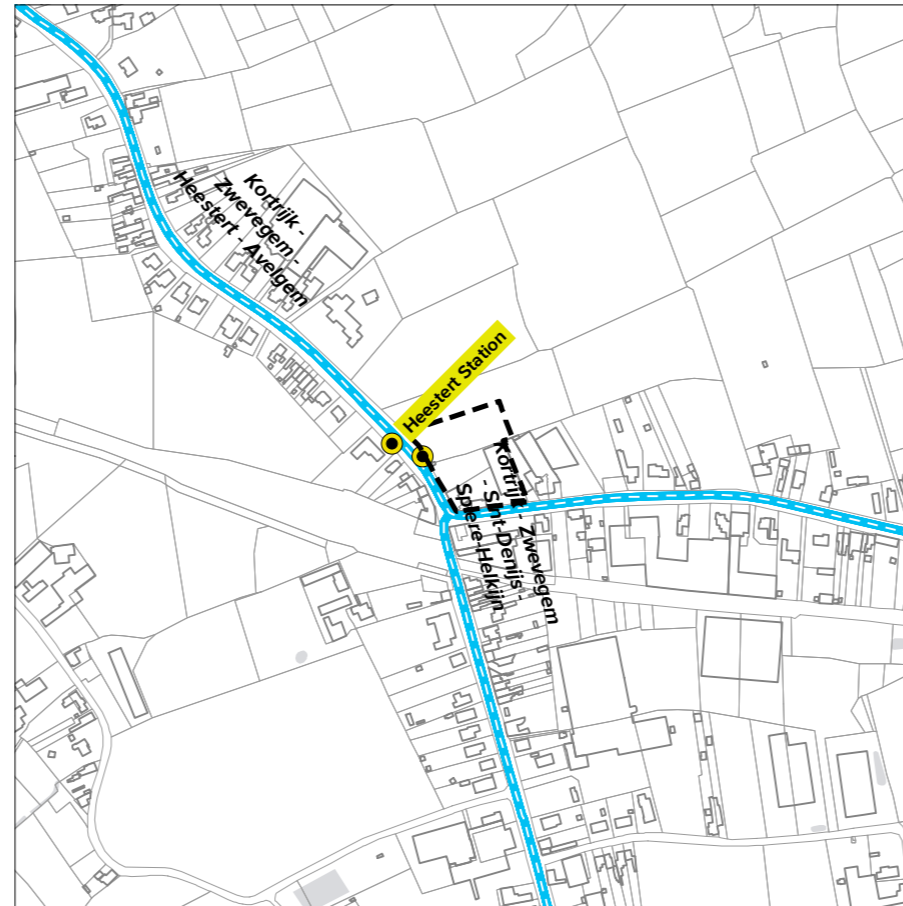 Kortrijk -
Zwevegem -
Heestert - Avelgem
Heestert Station
Kortrijk - Zwevegem
- Sint-Denijs -
Spiere-Helkijn